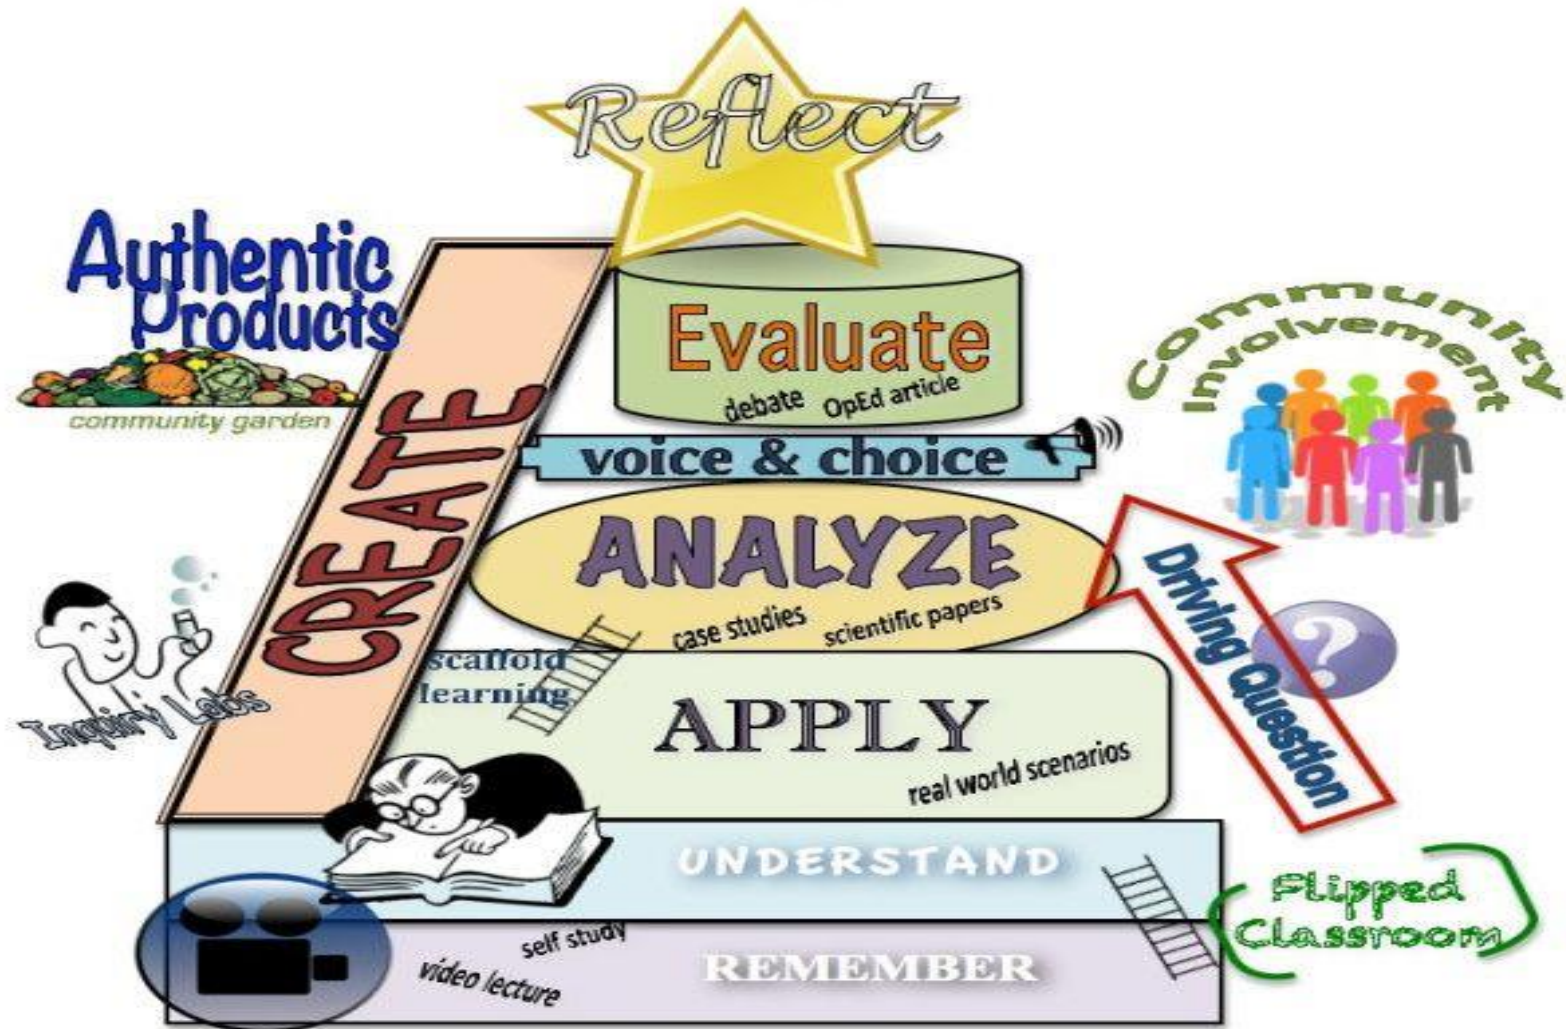 Reflect
Authentic
Products
community garden
CREATE
Evaluate
debate OpEd article
voice & choice
Community
Involvement
ANALYZE
case studies scientific papers
Driving Question
?
Inquiry Labs
scaffold
learning
APPLY
real world scenarios
UNDERSTAND
Flipped
Classroom
self study
video lecture
REMEMBER